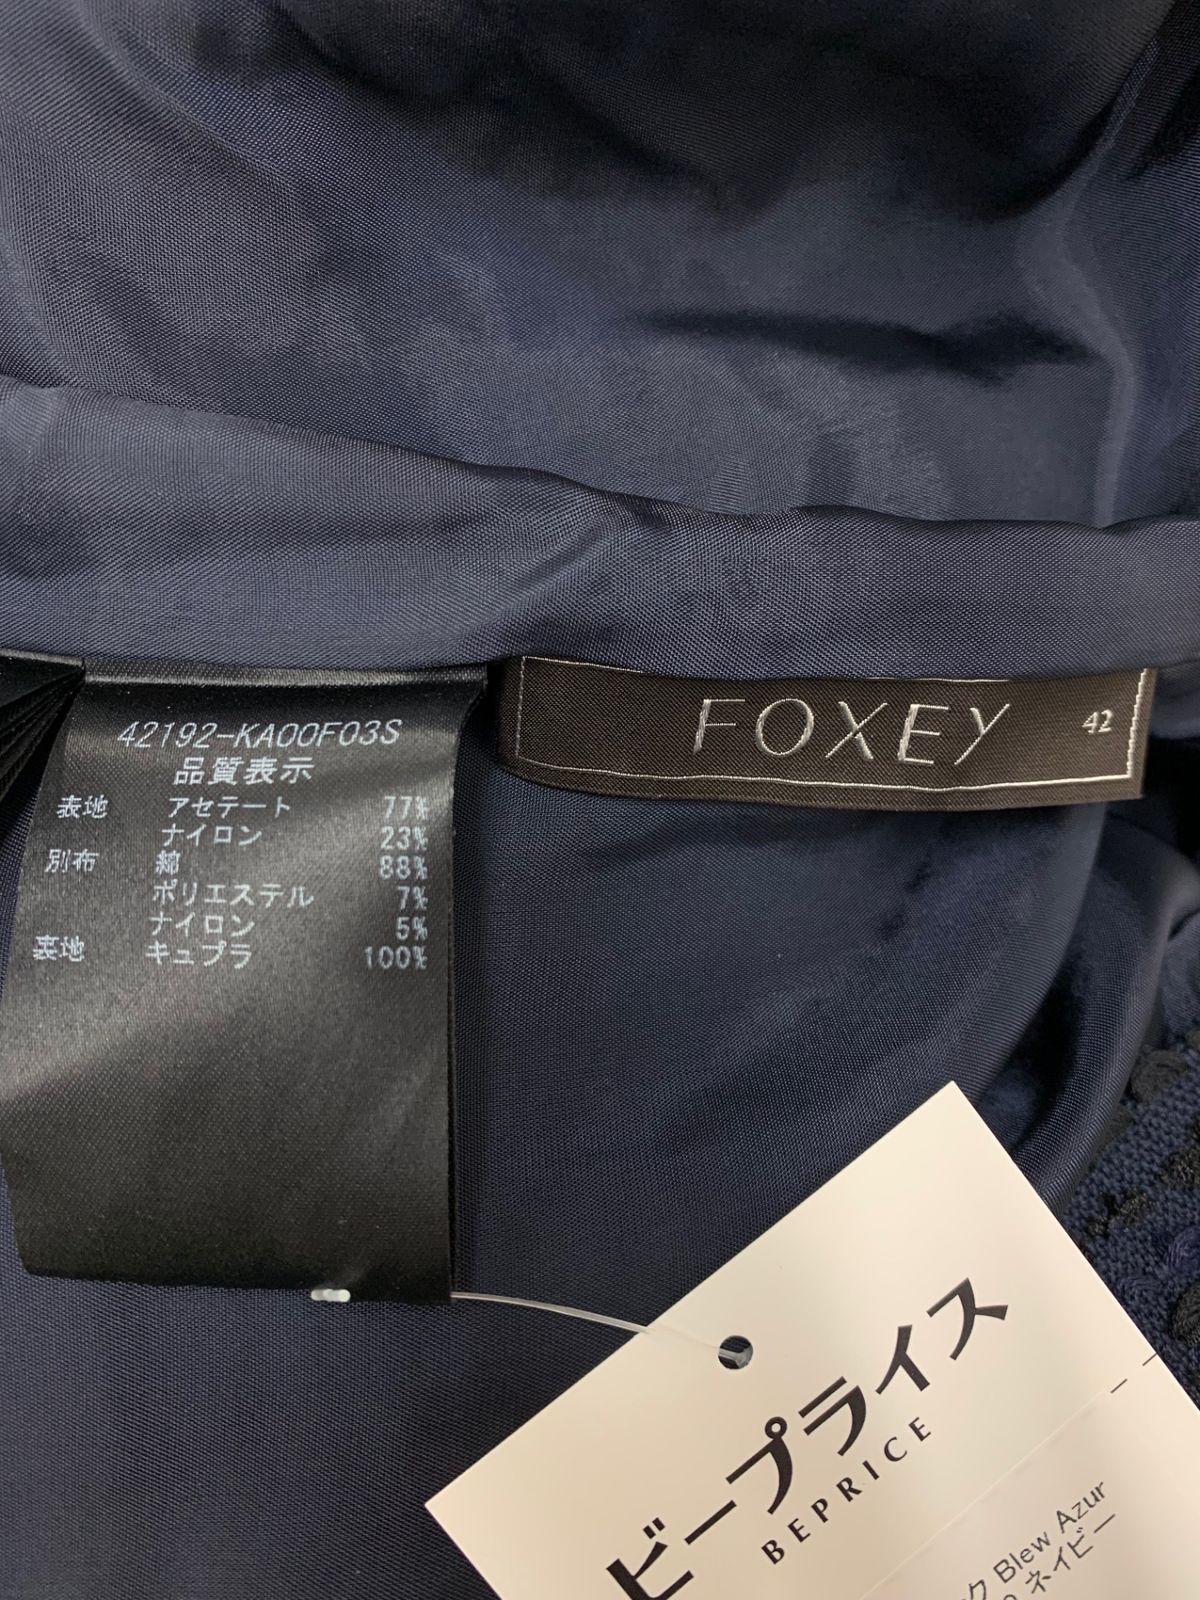 42192-KA00F03S
品質表示
表地 アセテート 77%
ナイロン 23%
別布 綿 88%
ポリエステル 7%
ナイロン 5%
裏地 キュプラ 100%
FOXEY 42
ビープライス
BEPRICE
ク Blew Azur
ネイビー